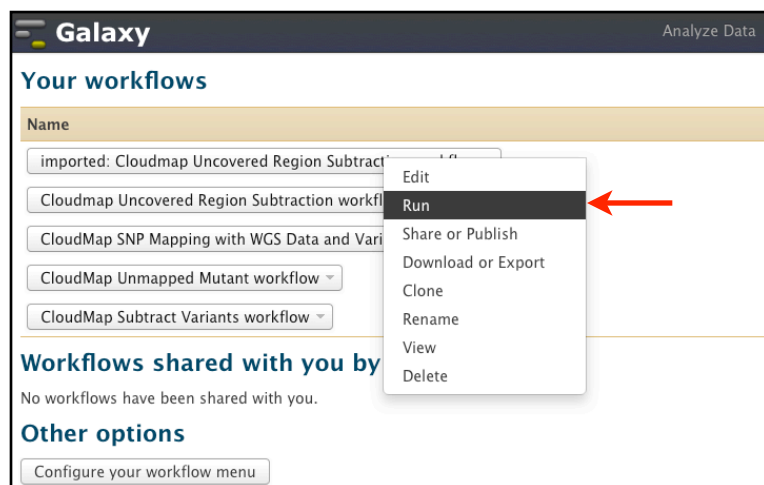 Galaxy
Analyze Data
Your workflows
Name
imported: Cloudmap Uncovered Region
Cloudmap Uncovered Region Subtraction
CloudMap SNP Mapping with WGS Data and
CloudMap Unmapped Mutant workflow
CloudMap Subtract Variants workflow
Edit
Run
Share or Publish
Download or Export
Clone
Rename
View
Delete
Workflows shared with you by
No workflows have been shared with you.
Other options
Configure your workflow menu